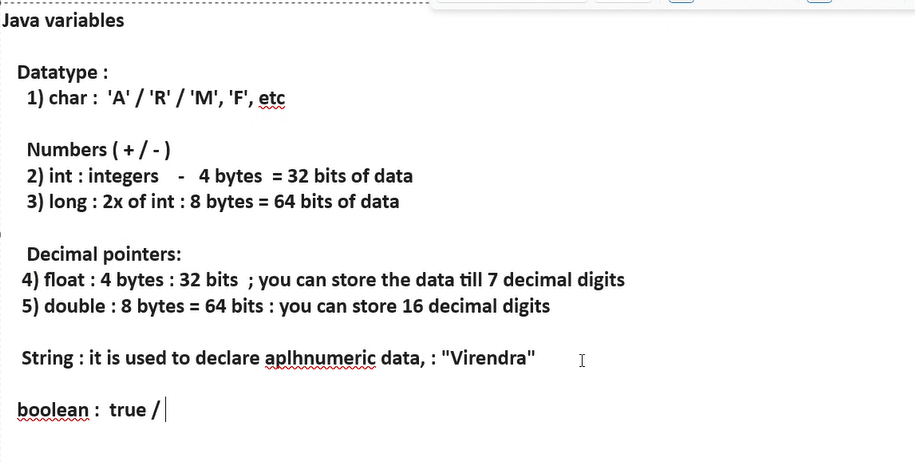 Java variables
Datatype :
1) char : 'A' / 'R' / 'M', 'F', etc
Numbers ( + / - )
2) int : integers - 4 bytes = 32 bits of data
3) long : 2x of int : 8 bytes = 64 bits of data
Decimal pointers:
4) float : 4 bytes : 32 bits ; you can store the data till 7 decimal digits
5) double : 8 bytes = 64 bits : you can store 16 decimal digits
String : it is used to declare aplhnumeric data, : "Virendra"
boolean : true /